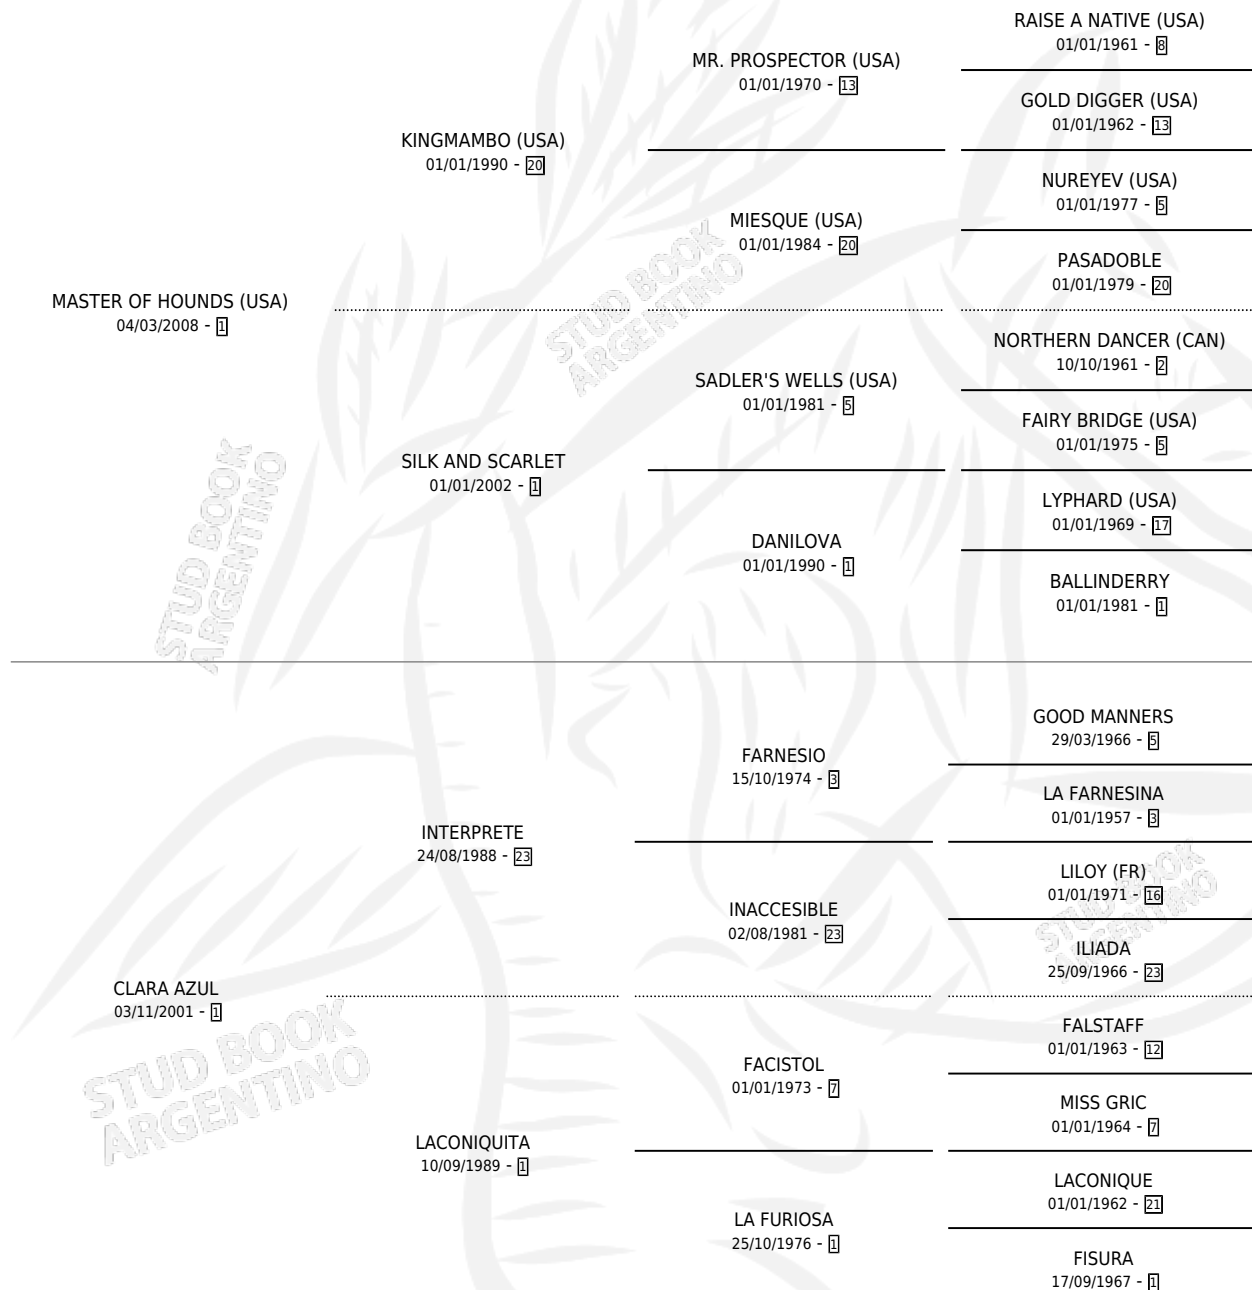 RAISE A NATIVE (USA)
01/01/1961 - 8
MR. PROSPECTOR (USA)
01/01/1970 - 13
GOLD DIGGER (USA)
01/01/1962 - 13
KINGMAMBO (USA)
01/01/1990 - 20
NUREYEV (USA)
01/01/1977 - 5
MIESQUE (USA)
01/01/1984 - 20
PASADOBLE
01/01/1979 - 20
MASTER OF HOUNDS (USA)
04/03/2008 - 1
NORTHERN DANCER (CAN)
10/10/1961 - 2
SADLER'S WELLS (USA)
01/01/1981 - 5
FAIRY BRIDGE (USA)
01/01/1975 - 5
SILK AND SCARLET
01/01/2002 - 1
LYPHARD (USA)
01/01/1969 - 17
DANILOVA
01/01/1990 - 1
BALLINDERRY
01/01/1981 - 1
GOOD MANNERS
29/03/1966 - 5
FARNESIO
15/10/1974 - 3
LA FARNESINA
01/01/1957 - 3
INTERPRETE
24/08/1988 - 23
LILOY (FR)
01/01/1971 - 16
INACCESIBLE
02/08/1981 - 23
ILIADA
25/09/1966 - 23
CLARA AZUL
03/11/2001 - 1
FALSTAFF
01/01/1963 - 12
FACISTOL
01/01/1973 - 7
MISS GRIC
01/01/1964 - 7
LACONIQUITA
10/09/1989 - 1
LACONIQUE
01/01/1962 - 21
LA FURIOSA
25/10/1976 - 1
FISURA
17/09/1967 - 1
STUD BOOK
ARGENTINO
STUD BOOK
ARGENTINO
STUD BOOK
ARGENTINO
STUD BOOK
ARGENTINO